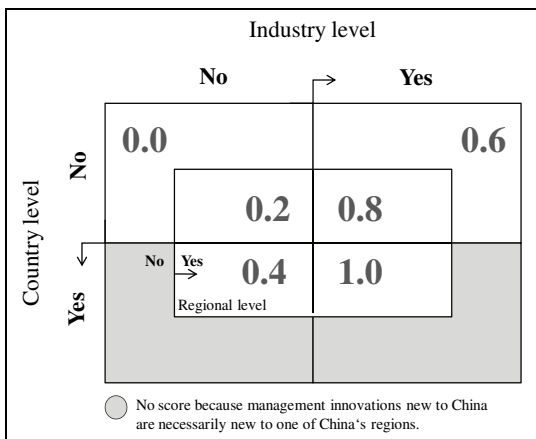 Industry level
No
Yes
Country level
No
Yes
0.0
0.6
0.2
0.8
No
Yes
0.4
1.0
Regional level
No score because management innovations new to China
are necessarily new to one of China‘s regions.